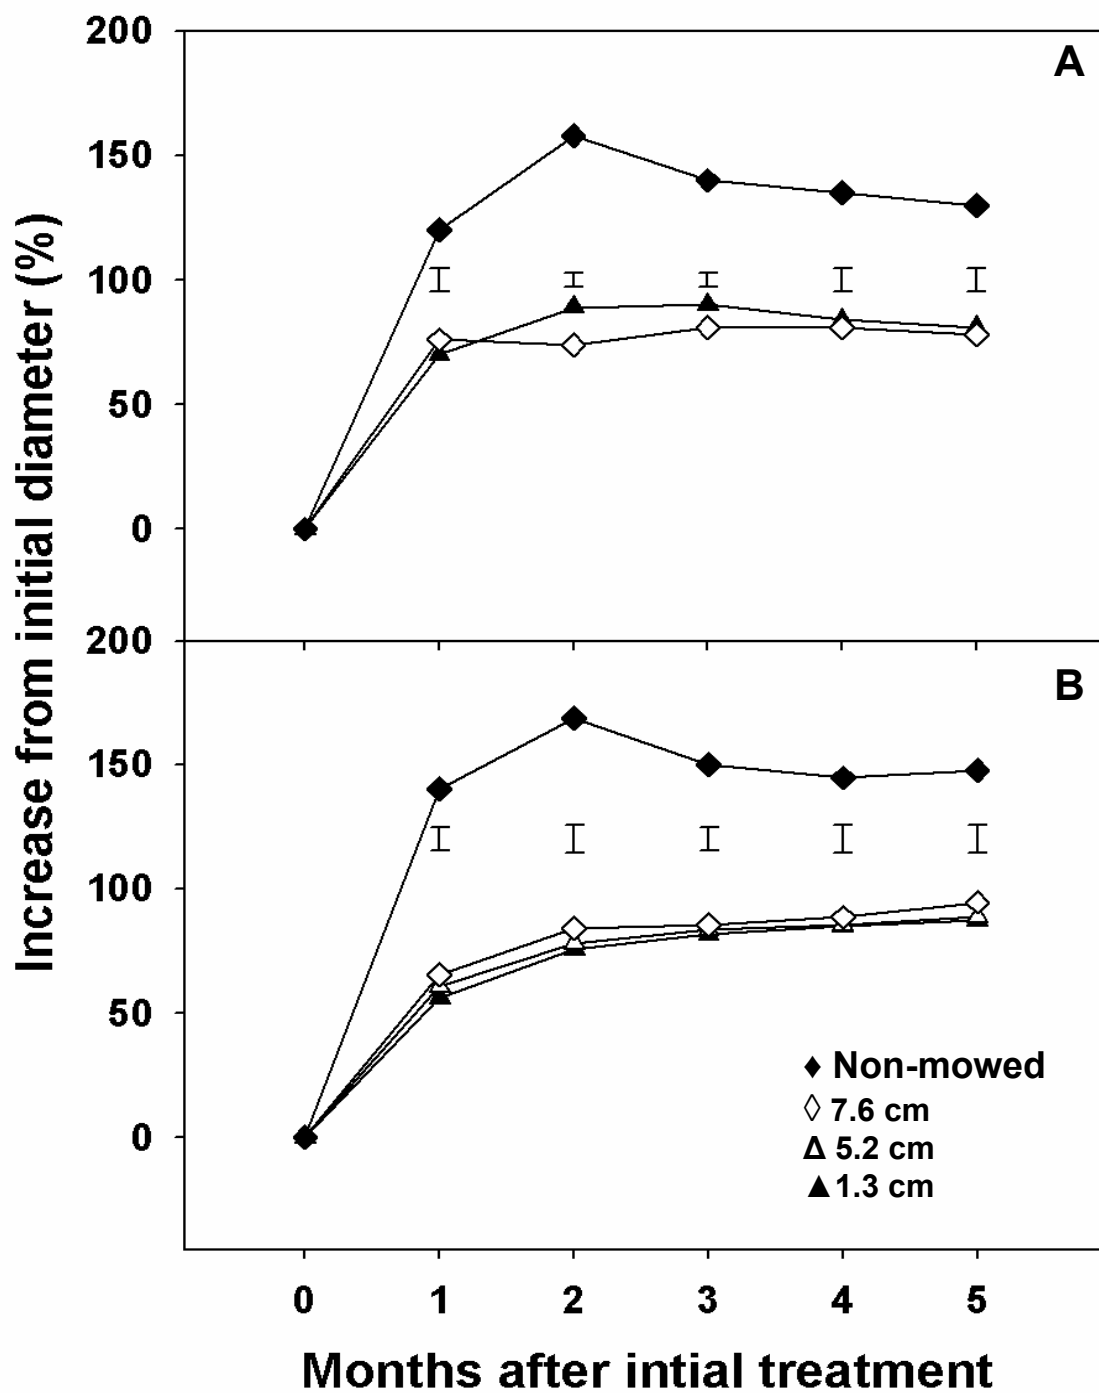 Increase from initial diameter (%)
200
A
150
100
50
0
200
B
150
100
50
0
Non-mowed
7.6 cm
5.2 cm
1.3 cm
0 1 2 3 4 5
Months after intial treatment